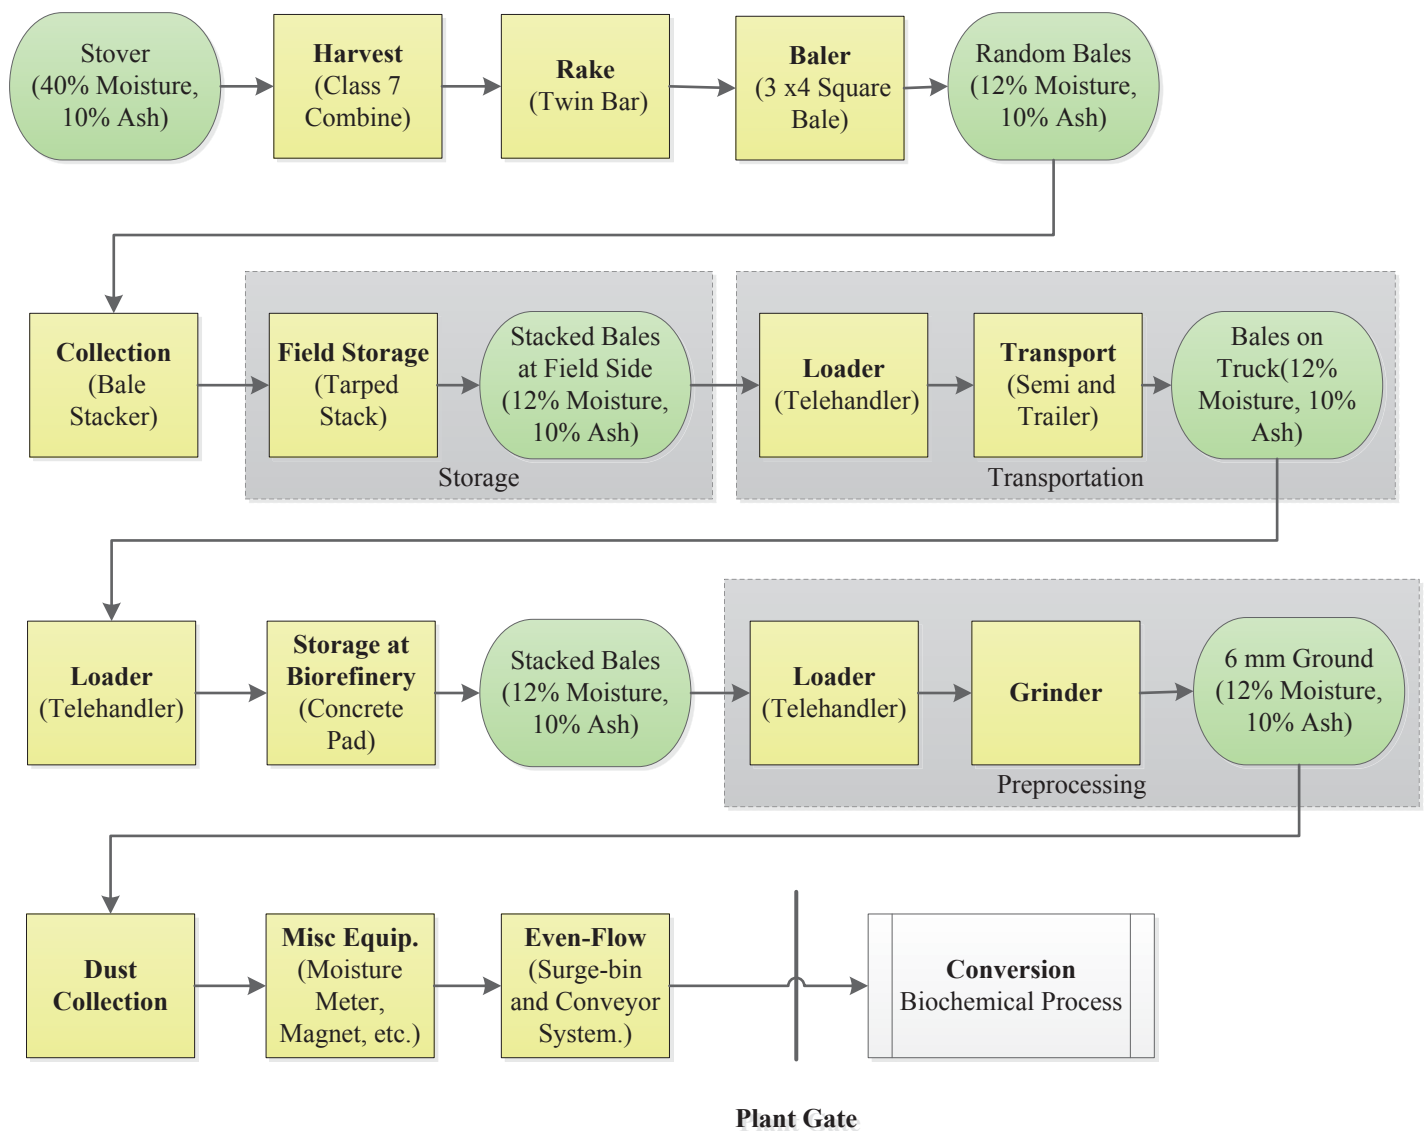 Stover
(40% Moisture,
10% Ash)
Harvest
(Class 7
Combine)
Rake
(Twin Bar)
Baler
(3 x4 Square
Bale)
Random Bales
(12% Moisture,
10% Ash)
Collection
(Bale
Stacker)
Field Storage
(Tarped
Stack)
Stacked Bales
at Field Side
(12% Moisture,
10% Ash)
Storage
Loader
(Telehandler)
Transport
(Semi and
Trailer)
Bales on
Truck(12%
Moisture, 10%
Ash)
Transportation
Loader
(Telehandler)
Storage at
Biorefinery
(Concrete
Pad)
Stacked Bales
(12% Moisture,
10% Ash)
Loader
(Telehandler)
Grinder
6 mm Ground
(12% Moisture,
10% Ash)
Preprocessing
Dust
Collection
Misc Equip.
(Moisture
Meter,
Magnet, etc.)
Even-Flow
(Surge-bin
and Conveyor
System.)
Conversion
Biochemical Process
Plant Gate